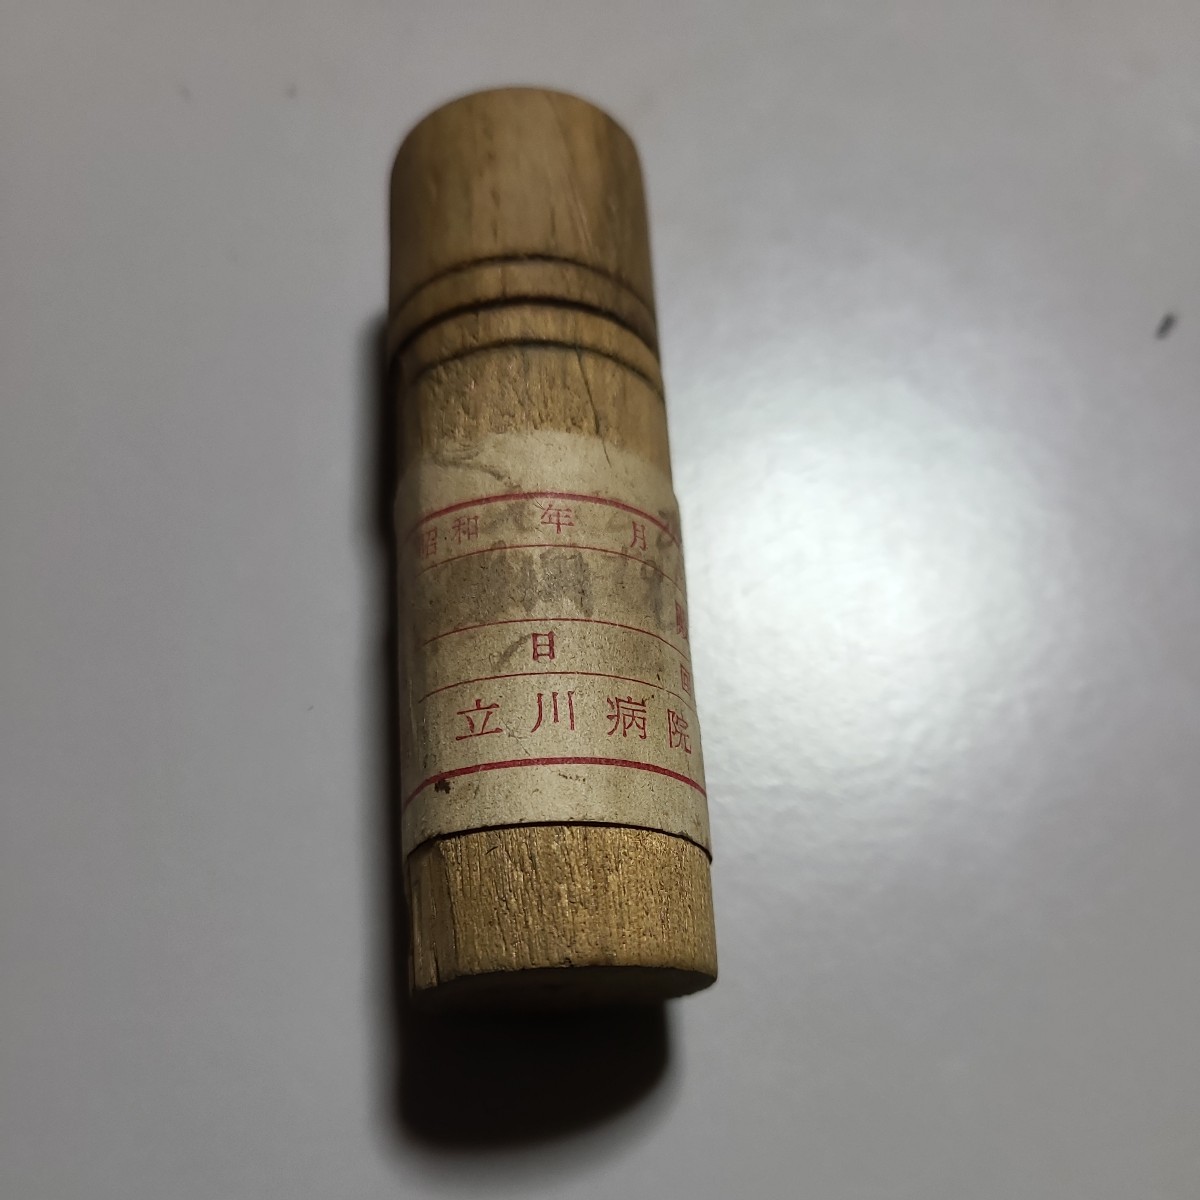 昭和 年 月
日 回
立川病院